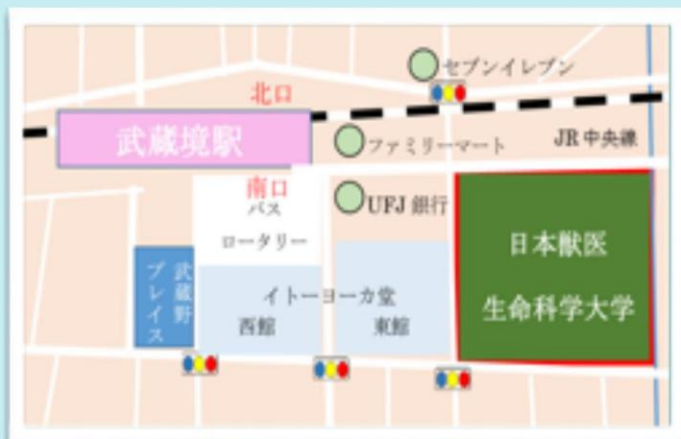 セブンイレブン
北口
武蔵境駅
ファミリーマート
JR 中央線
南口
バス
ロータリー
UFJ 銀行
日本獣医
生命科学大学
武蔵野
プレイス
イトーヨーカ堂
西館
東館